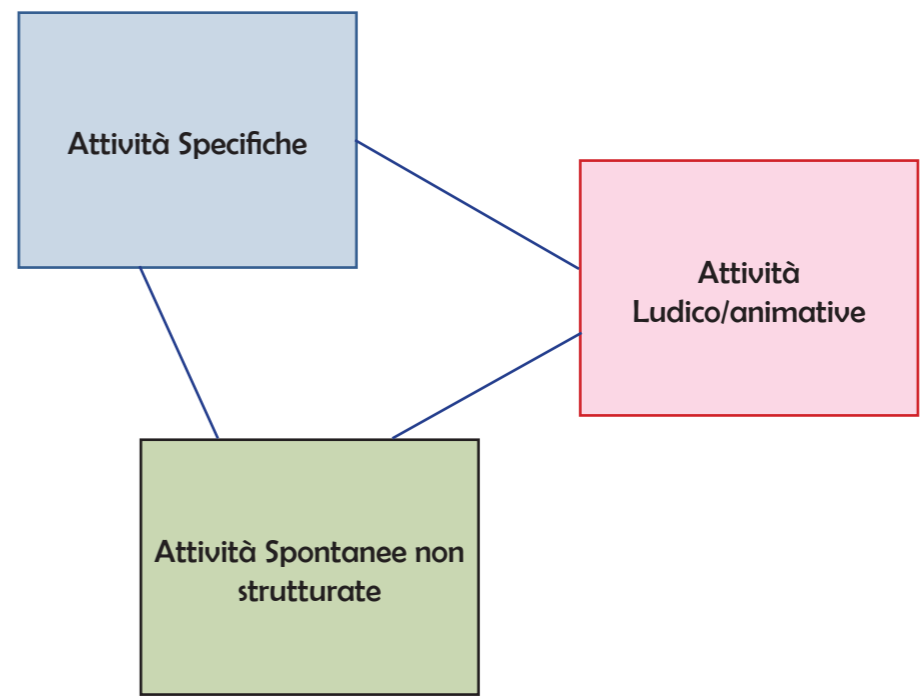 Attività Specifiche
Attività
Ludico/animative
Attività Spontanee non
strutturate